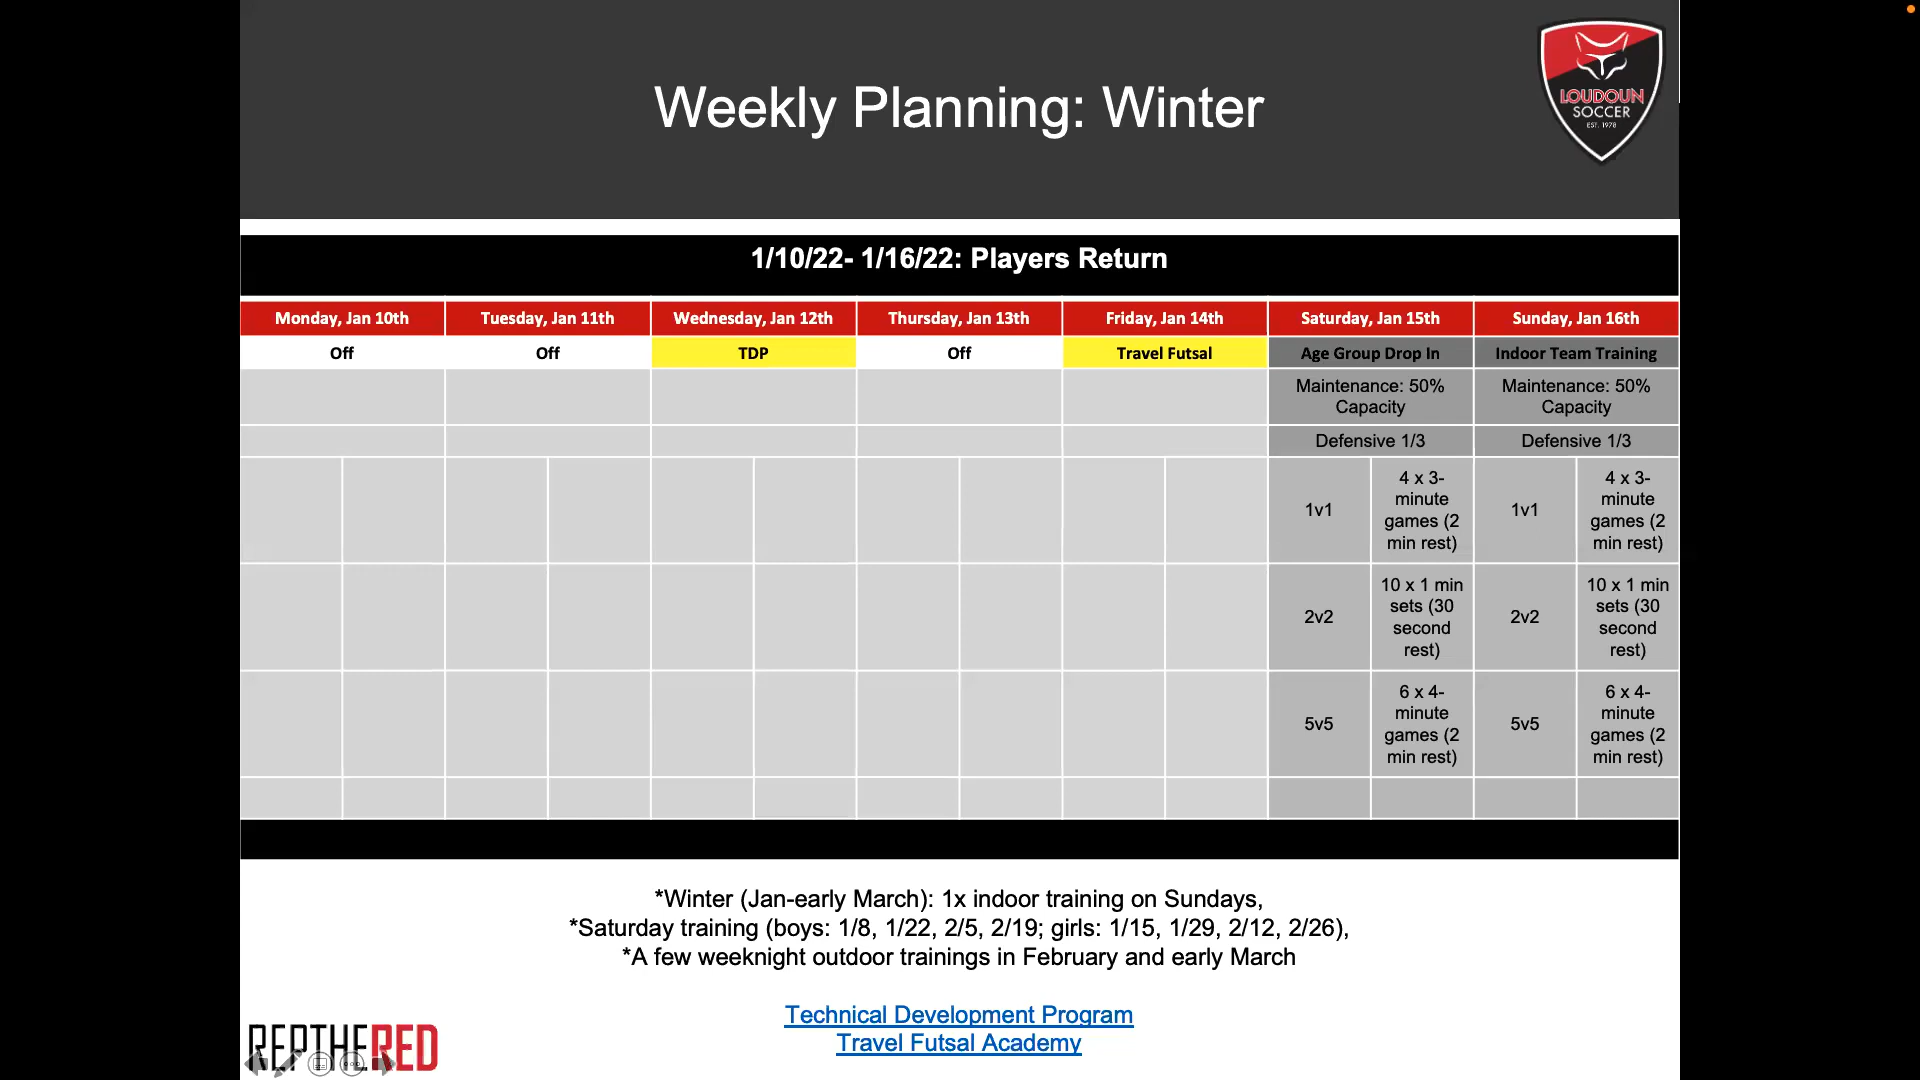 Weekly Planning: Winter
LOUDOUN
SOCCER
EST. 1978
1/10/22- 1/16/22: Players Return
Monday, Jan 10th
Tuesday, Jan 11th
Wednesday, Jan 12th
Thursday, Jan 13th
Friday, Jan 14th
Saturday, Jan 15th
Sunday, Jan 16th
Off
Off
TDP
Off
Travel Futsal
Age Group Drop In
Indoor Team Training
Maintenance: 50%
Capacity
Maintenance: 50%
Capacity
Defensive 1/3
Defensive 1/3
1v1
4 x 3-
minute
games (2
min rest)
1v1
4 x 3-
minute
games (2
min rest)
2v2
10 x 1 min
sets (30
second
rest)
2v2
10 x 1 min
sets (30
second
rest)
5v5
6 x 4-
minute
games (2
min rest)
5v5
6 x 4-
minute
games (2
min rest)
*Winter (Jan-early March): 1x indoor training on Sundays,
*Saturday training (boys: 1/8, 1/22, 2/5, 2/19; girls: 1/15, 1/29, 2/12, 2/26),
*A few weeknight outdoor trainings in February and early March
Technical Development Program
Travel Futsal Academy
REPTHERED